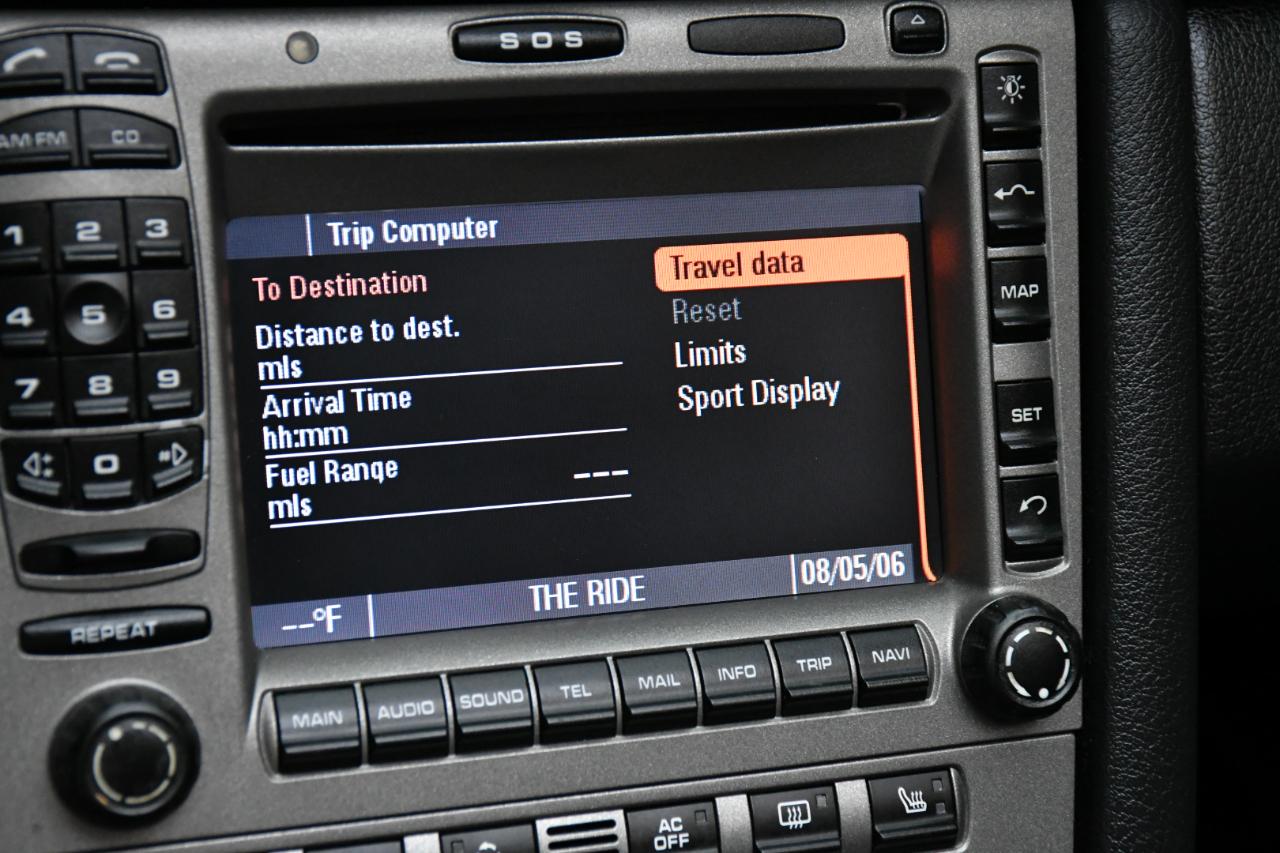 SOS
AM FM
CD
1
2
3
4
5
6
7
8
9
*
0
#
REPEAT
Trip Computer
To Destination
Distance to dest.
mls
Arrival Time
hh:mm
Fuel Range ---
mls
Travel data
Reset
Limits
Sport Display
--°F
THE RIDE
08/05/06
MAP
SET
MAIN
AUDIO
SOUND
TEL
MAIL
INFO
TRIP
NAVI
AC
OFF